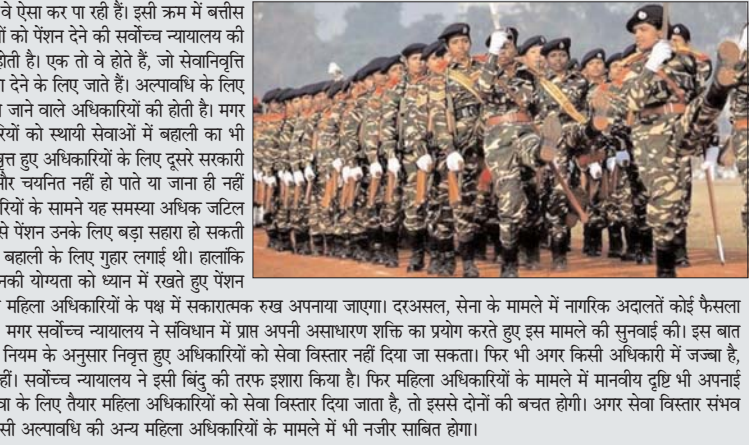 वे ऐसा कर पा रही हैं। इसी क्रम में बत्तीस
को पेंशन देने की सर्वोच्च न्यायालय की
होती है। एक तो वे होते हैं, जो सेवानिवृत्ति
देने के लिए जाते हैं। अल्पावधि के लिए
जाने वाले अधिकारियों की होती है। मगर
को स्थायी सेवाओं में बहाली का भी
हुए अधिकारियों के लिए दूसरे सरकारी
और चयनित नहीं हो पाते या जाना ही नहीं
के सामने यह समस्या अधिक जटिल
से पेंशन उनके लिए बड़ा सहारा हो सकती
बहाली के लिए गुहार लगाई थी। हालांकि
योग्यता को ध्यान में रखते हुए पेंशन
महिला अधिकारियों के पक्ष में सकारात्मक रुख अपनाया जाएगा। दरअसल, सेना के मामले में नागरिक अदालतें कोई फैसला
मगर सर्वोच्च न्यायालय ने संविधान में प्राप्त अपनी असाधारण शक्ति का प्रयोग करते हुए इस मामले की सुनवाई की। इस बात
नियम के अनुसार निवृत्त हुए अधिकारियों को सेवा विस्तार नहीं दिया जा सकता। फिर भी अगर किसी अधिकारी में जज्बा है,
सर्वोच्च न्यायालय ने इसी बिंदु की तरफ इशारा किया है। फिर महिला अधिकारियों के मामले में मानवीय दृष्टि भी अपनाई
के लिए तैयार महिला अधिकारियों को सेवा विस्तार दिया जाता है, तो इससे दोनों की बचत होगी। अगर सेवा विस्तार संभव
अल्पावधि की अन्य महिला अधिकारियों के मामले में भी नजीर साबित होगा।